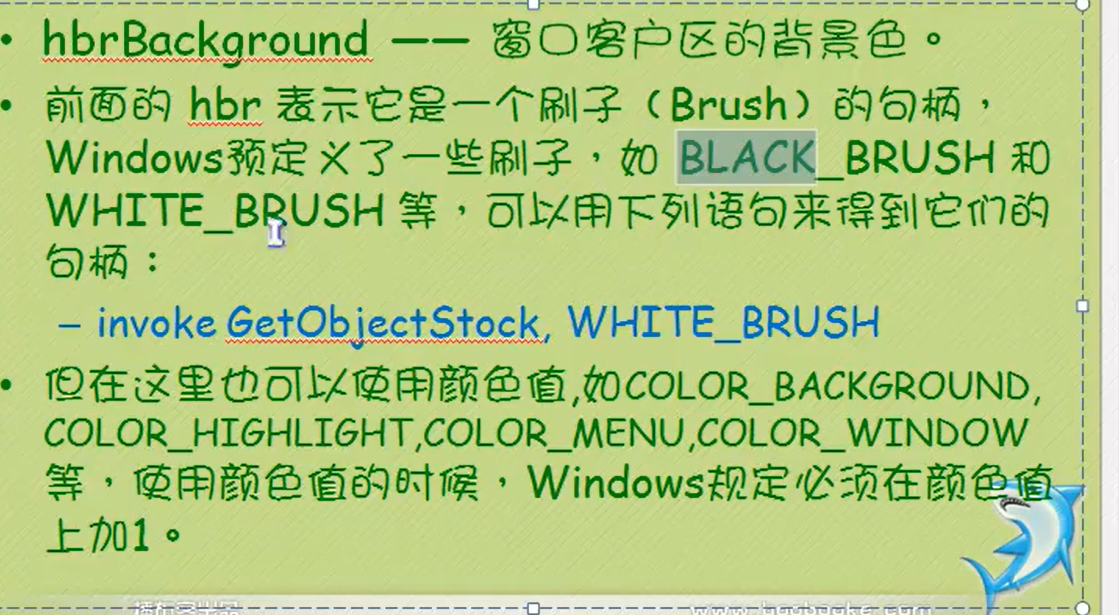 • hbrBackground —— 窗口客户区的背景色。
• 前面的 hbr 表示它是一个刷子（Brush）的句柄，
Windows预定义了一些刷子，如 BLACK_BRUSH 和
WHITE_BRUSH 等，可以用下列语句来得到它们的
句柄：
– invoke GetObjectStock, WHITE_BRUSH
• 但在这里也可以使用颜色值,如COLOR_BACKGROUND,
COLOR_HIGHLIGHT,COLOR_MENU,COLOR_WINDOW
等，使用颜色值的时候，Windows规定必须在颜色值
上加1。